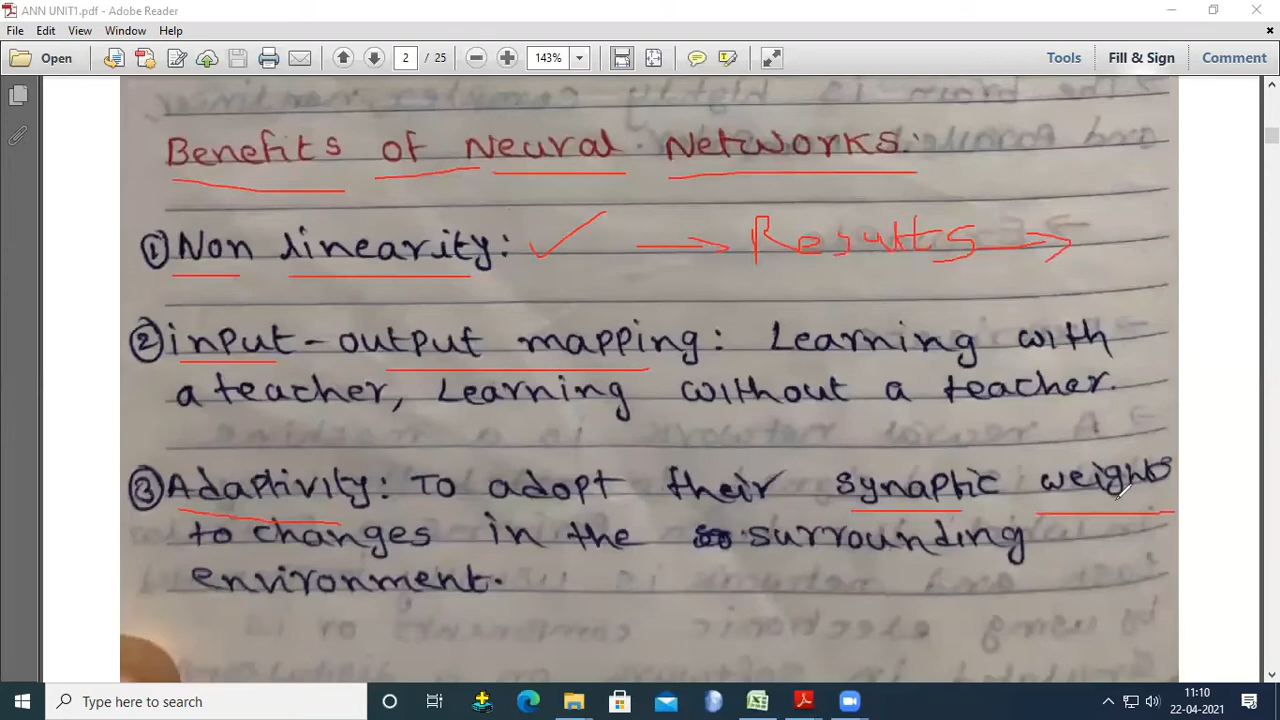 ANN UNIT1.pdf - Adobe Reader
File Edit View Window Help
Open 2 / 25 143% Tools Fill & Sign Comment
Benefits of Neural Networks:
① Non linearity: ✓ → Results →
② input-output mapping: Learning with
a teacher, Learning without a teacher.
③ Adaptivity: To adopt their synaptic weights
to changes in the surrounding
environment.
Type here to search
11:10
22-04-2021